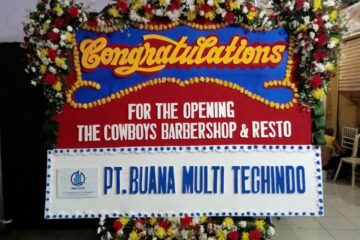 Congratulations
FOR THE OPENING
THE COWBOYS BARBERSHOP & RESTO
PT. BUANA MULTI TECHINDO